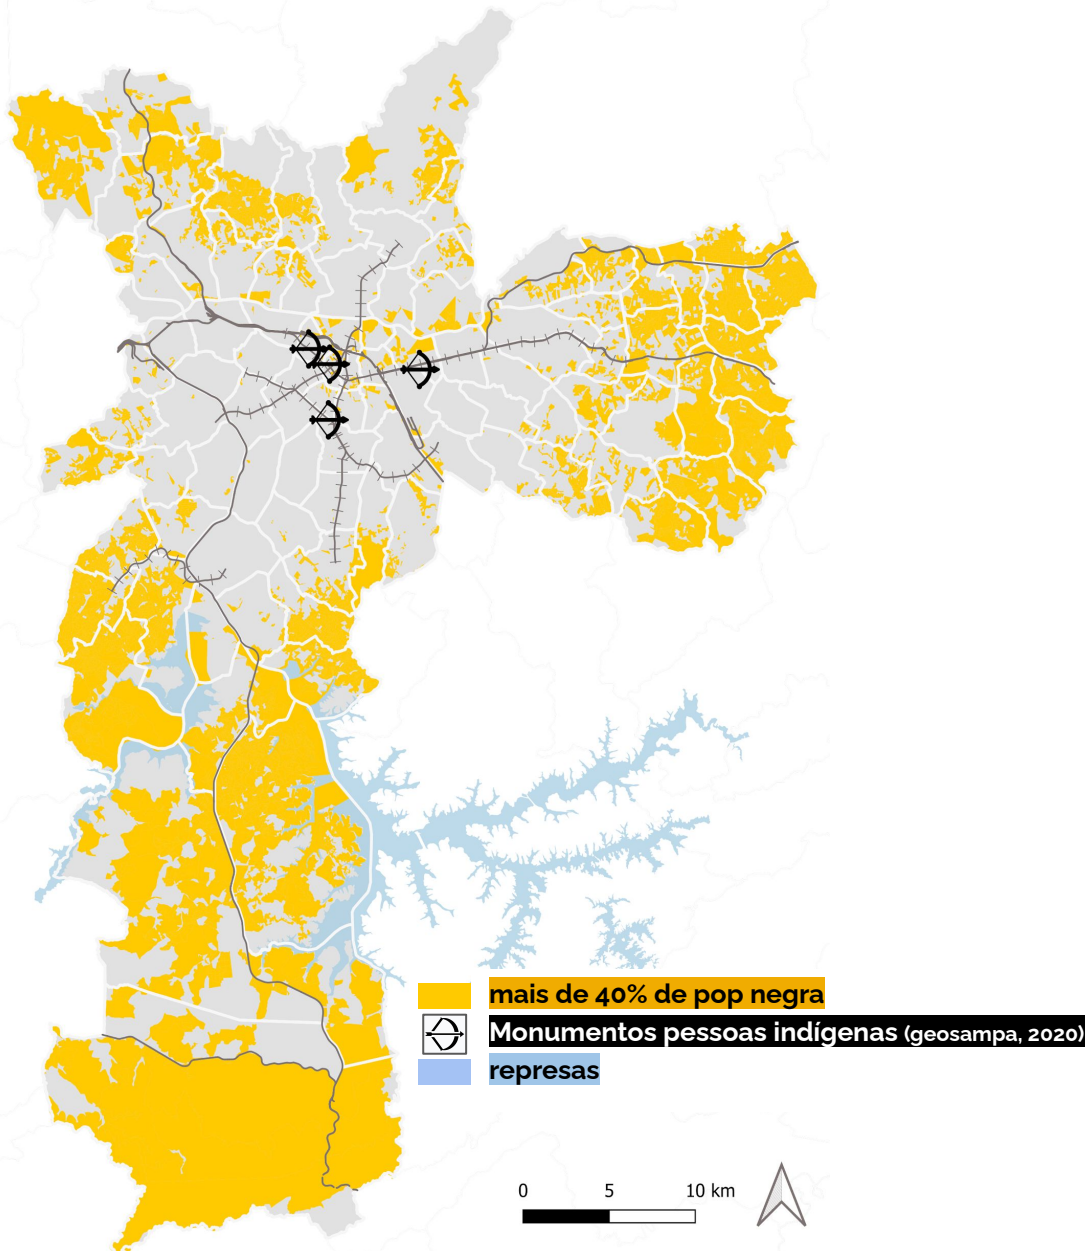 mais de 40% de pop negra
Monumentos pessoas indígenas (geosampa, 2020)
represas
0 5 10 km